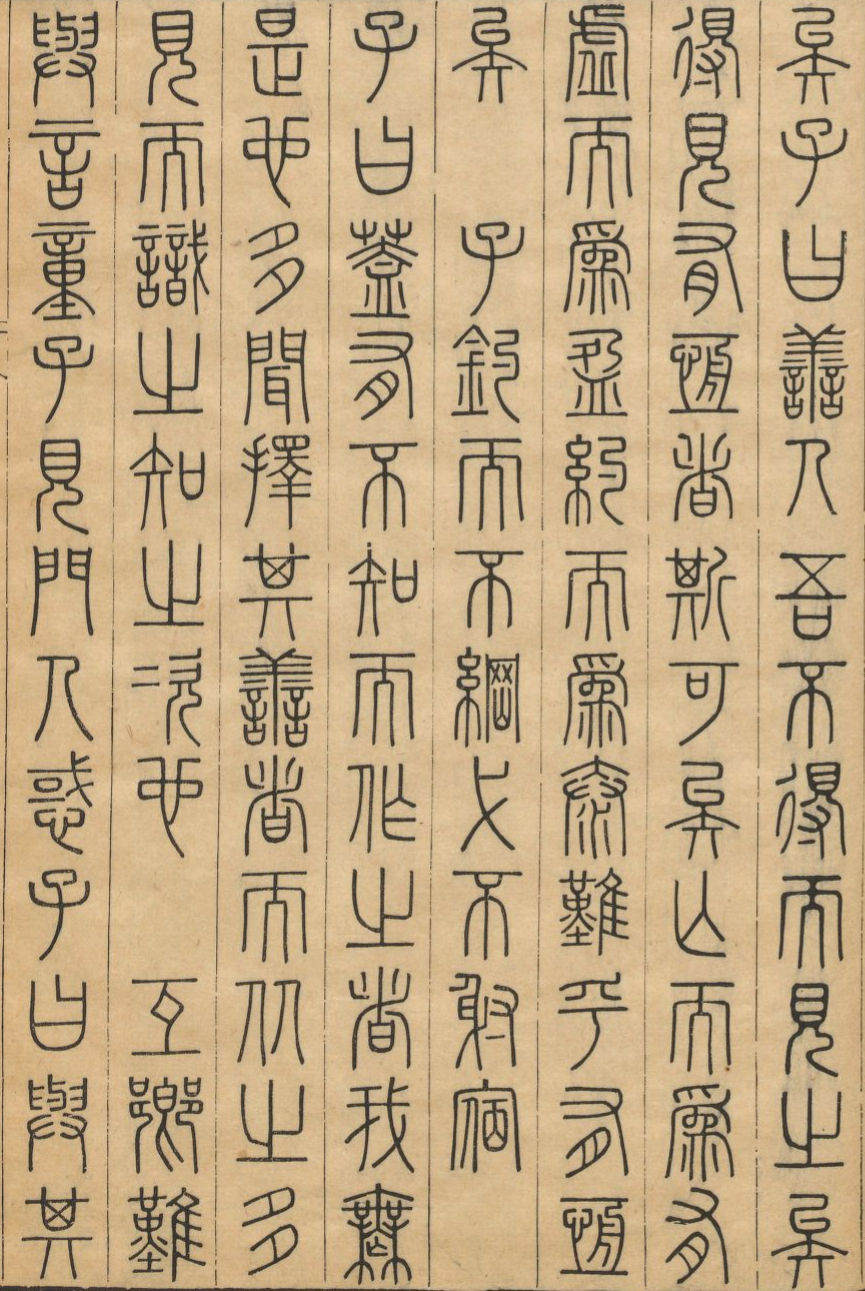 矣子曰善人吾不得而見之矣
得見有恆者斯可矣亡而爲有
虛而爲盈約而爲泰難乎有恆
矣　子釣而不綱弋不射宿
子曰蓋有不知而作之者我無
是也多聞擇其善者而从之多
見而識之知之次也　互鄉難
與言童子見門人惑子曰與其